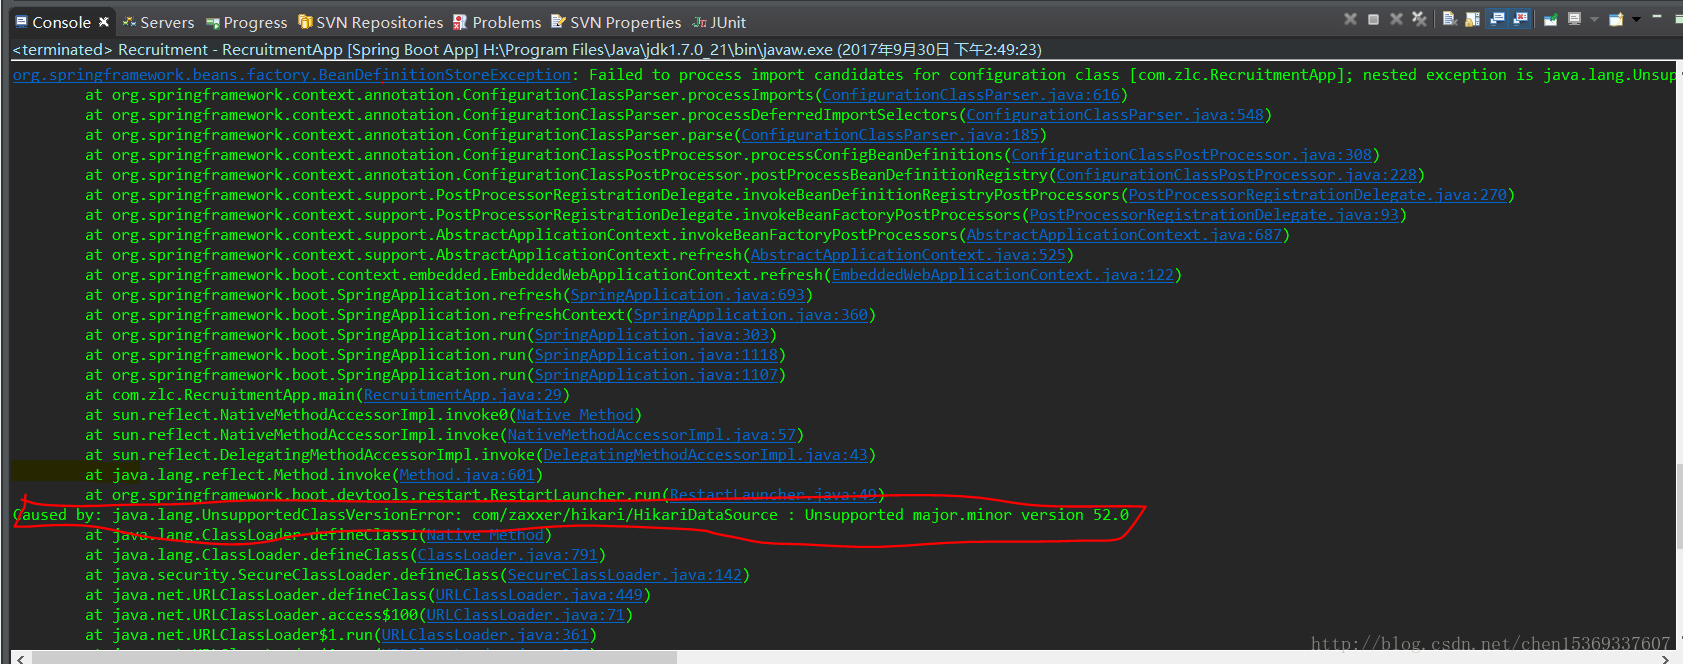 Console Servers Progress SVN Repositories Problems SVN Properties JUnit
<terminated> Recruitment - RecruitmentApp [Spring Boot App] H:\Program Files\Java\jdk1.7.0_21\bin\javaw.exe (2017年9月30日 下午2:49:23)
org.springframework.beans.factory.BeanDefinitionStoreException: Failed to process import candidates for configuration class [com.zlc.RecruitmentApp]; nested exception is java.lang.Unsup
at org.springframework.context.annotation.ConfigurationClassParser.processImports(ConfigurationClassParser.java:616)
at org.springframework.context.annotation.ConfigurationClassParser.processDeferredImportSelectors(ConfigurationClassParser.java:548)
at org.springframework.context.annotation.ConfigurationClassParser.parse(ConfigurationClassParser.java:185)
at org.springframework.context.annotation.ConfigurationClassPostProcessor.processConfigBeanDefinitions(ConfigurationClassPostProcessor.java:308)
at org.springframework.context.annotation.ConfigurationClassPostProcessor.postProcessBeanDefinitionRegistry(ConfigurationClassPostProcessor.java:228)
at org.springframework.context.support.PostProcessorRegistrationDelegate.invokeBeanDefinitionRegistryPostProcessors(PostProcessorRegistrationDelegate.java:270)
at org.springframework.context.support.PostProcessorRegistrationDelegate.invokeBeanFactoryPostProcessors(PostProcessorRegistrationDelegate.java:93)
at org.springframework.context.support.AbstractApplicationContext.invokeBeanFactoryPostProcessors(AbstractApplicationContext.java:687)
at org.springframework.context.support.AbstractApplicationContext.refresh(AbstractApplicationContext.java:525)
at org.springframework.boot.context.embedded.EmbeddedWebApplicationContext.refresh(EmbeddedWebApplicationContext.java:122)
at org.springframework.boot.SpringApplication.refresh(SpringApplication.java:693)
at org.springframework.boot.SpringApplication.refreshContext(SpringApplication.java:360)
at org.springframework.boot.SpringApplication.run(SpringApplication.java:303)
at org.springframework.boot.SpringApplication.run(SpringApplication.java:1118)
at org.springframework.boot.SpringApplication.run(SpringApplication.java:1107)
at com.zlc.RecruitmentApp.main(RecruitmentApp.java:29)
at sun.reflect.NativeMethodAccessorImpl.invoke0(Native Method)
at sun.reflect.NativeMethodAccessorImpl.invoke(NativeMethodAccessorImpl.java:57)
at sun.reflect.DelegatingMethodAccessorImpl.invoke(DelegatingMethodAccessorImpl.java:43)
at java.lang.reflect.Method.invoke(Method.java:601)
at org.springframework.boot.devtools.restart.RestartLauncher.run(RestartLauncher.java:49)
Caused by: java.lang.UnsupportedClassVersionError: com/zaxxer/hikari/HikariDataSource : Unsupported major.minor version 52.0
at java.lang.ClassLoader.defineClass1(Native Method)
at java.lang.ClassLoader.defineClass(ClassLoader.java:791)
at java.security.SecureClassLoader.defineClass(SecureClassLoader.java:142)
at java.net.URLClassLoader.defineClass(URLClassLoader.java:449)
at java.net.URLClassLoader.access$100(URLClassLoader.java:71)
at java.net.URLClassLoader$1.run(URLClassLoader.java:361)
http://blog.csdn.net/chen15369337607